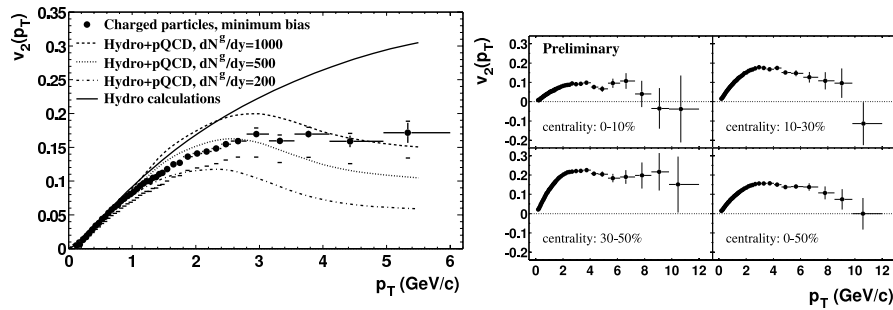 v2(pT)
0.35
0.3
0.25
0.2
0.15
0.1
0.05
0
Charged particles, minimum bias
Hydro+pQCD, dN^g/dy=1000
Hydro+pQCD, dN^g/dy=500
Hydro+pQCD, dN^g/dy=200
Hydro calculations
0 1 2 3 4 5 6
pT (GeV/c)
v2(pT)
0.3
0.2
0.1
0
-0.1
-0.2
Preliminary
centrality: 0-10%
10-30%
0.3
0.2
0.1
0
-0.1
-0.2
centrality: 30-50%
centrality: 0-50%
0 2 4 6 8 10 12
0 2 4 6 8 10 12
pT (GeV/c)